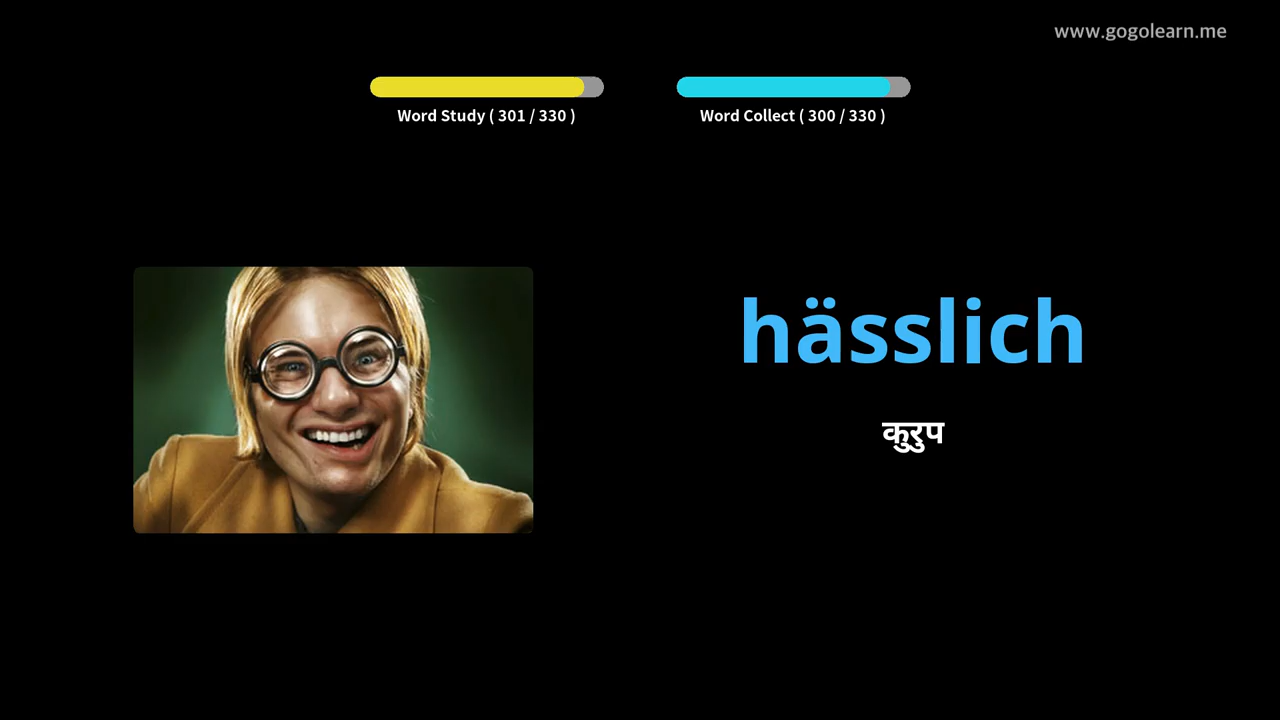 www.gogolearn.me
Word Study ( 301 / 330 )
Word Collect ( 300 / 330 )
hässlich
कुरुप